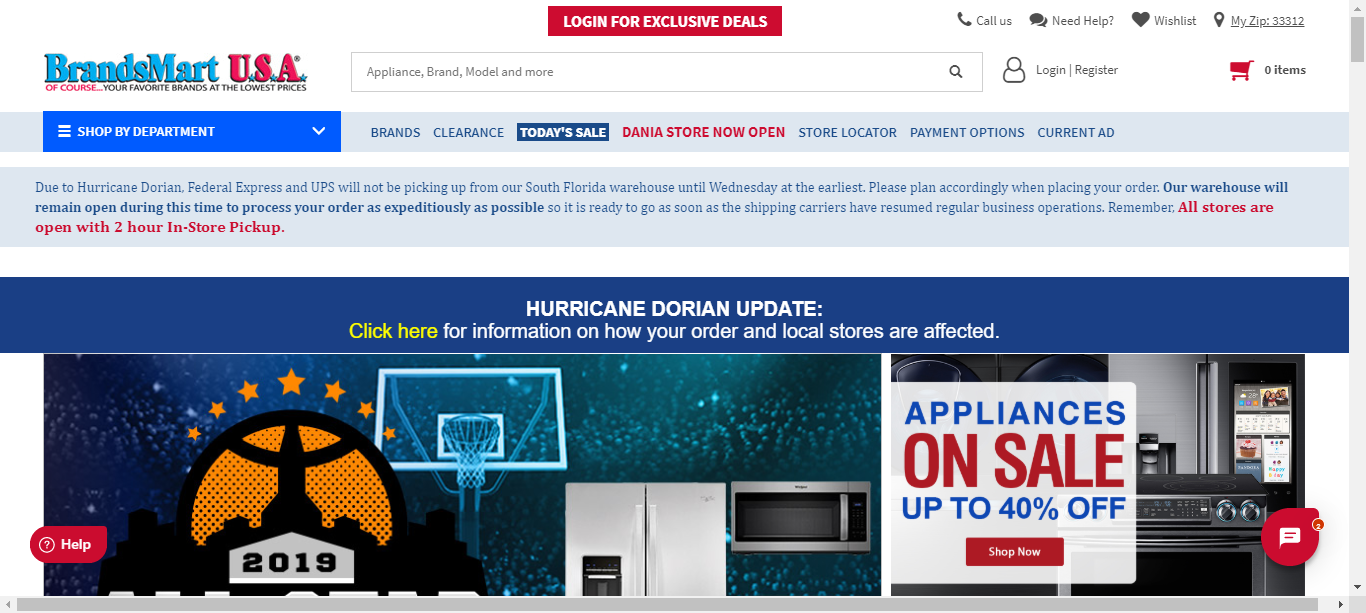 LOGIN FOR EXCLUSIVE DEALS
Call us
Need Help?
Wishlist
My Zip: 33312
BrandsMart U.S.A.
OF COURSE...YOUR FAVORITE BRANDS AT THE LOWEST PRICES
Appliance, Brand, Model and more
Login | Register
0 items
SHOP BY DEPARTMENT
BRANDS
CLEARANCE
TODAY'S SALE
DANIA STORE NOW OPEN
STORE LOCATOR
PAYMENT OPTIONS
CURRENT AD
Due to Hurricane Dorian, Federal Express and UPS will not be picking up from our South Florida warehouse until Wednesday at the earliest. Please plan accordingly when placing your order. Our warehouse will
remain open during this time to process your order as expeditiously as possible so it is ready to go as soon as the shipping carriers have resumed regular business operations. Remember, All stores are
open with 2 hour In-Store Pickup.
HURRICANE DORIAN UPDATE:
Click here for information on how your order and local stores are affected.
2019
ALL STAR
Whirlpool
APPLIANCES
ON SALE
UP TO 40% OFF
Shop Now
Help
2